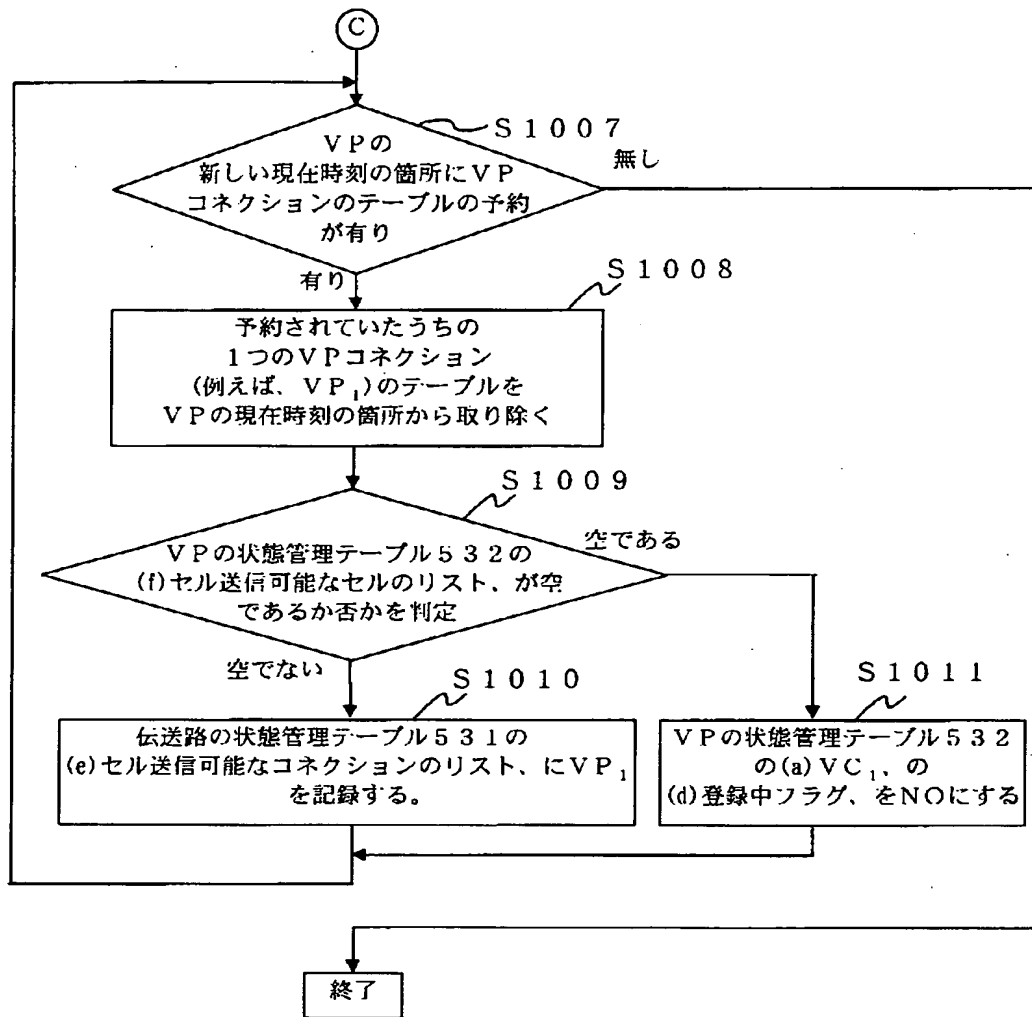 C
S1007
VPの
新しい現在時刻の箇所にVP
コネクションのテーブルの予約
が有り
無し
有り
S1008
予約されていたうちの
1つのVPコネクション
(例えば、VP₁)のテーブルを
VPの現在時刻の箇所から取り除く
S1009
VPの状態管理テーブル532の
(f)セル送信可能なセルのリスト、が空
であるか否かを判定
空である
空でない
S1010
伝送路の状態管理テーブル531の
(e)セル送信可能なコネクションのリスト、にVP₁
を記録する。
S1011
VPの状態管理テーブル532
の(a)VC₁、の
(d)登録中フラグ、をNOにする
終了